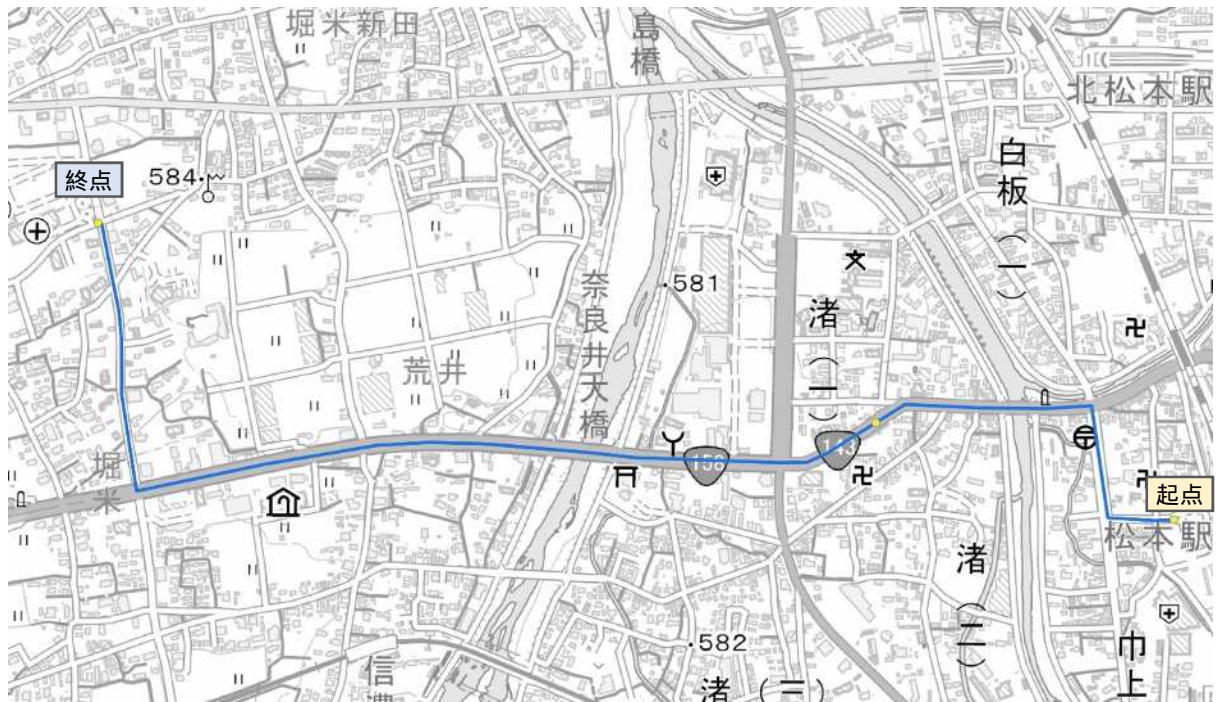 堀米新田
島橋
北松本駅
白板(一)
終点
584
581
奈良井大橋
渚(一)
荒井
堀米
158
143
起点
松本駅
渚(二)
582
巾上
信濃
渚(三)